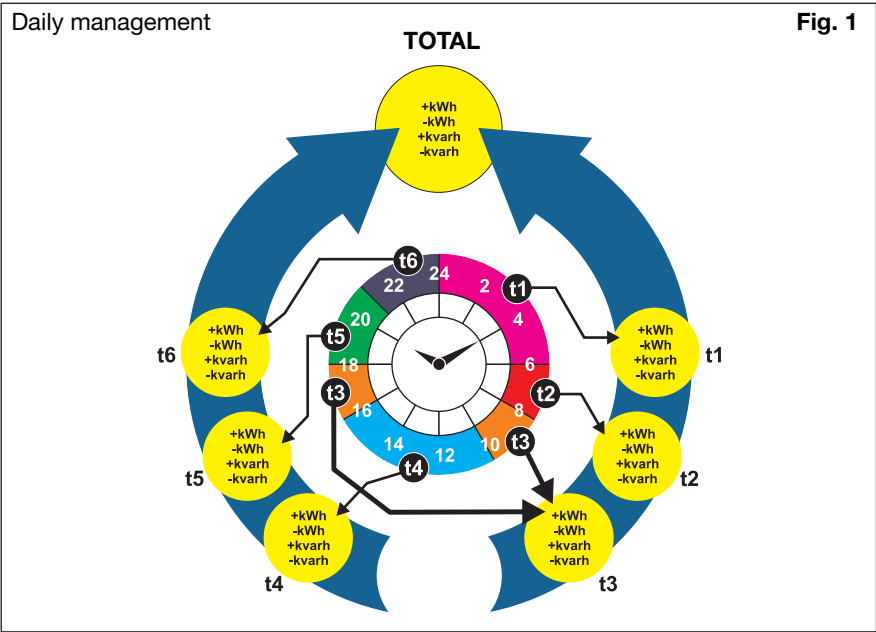 Daily management
Fig. 1
TOTAL
+kWh
-kWh
+kvarh
-kvarh
t6
24
2
t1
22
4
20
t5
6
18
t2
t3
8
16
t3
10
14
12
t4
+kWh
-kWh
+kvarh
-kvarh
t6
+kWh
-kWh
+kvarh
-kvarh
t1
+kWh
-kWh
+kvarh
-kvarh
t5
+kWh
-kWh
+kvarh
-kvarh
t2
+kWh
-kWh
+kvarh
-kvarh
t4
+kWh
-kWh
+kvarh
-kvarh
t3